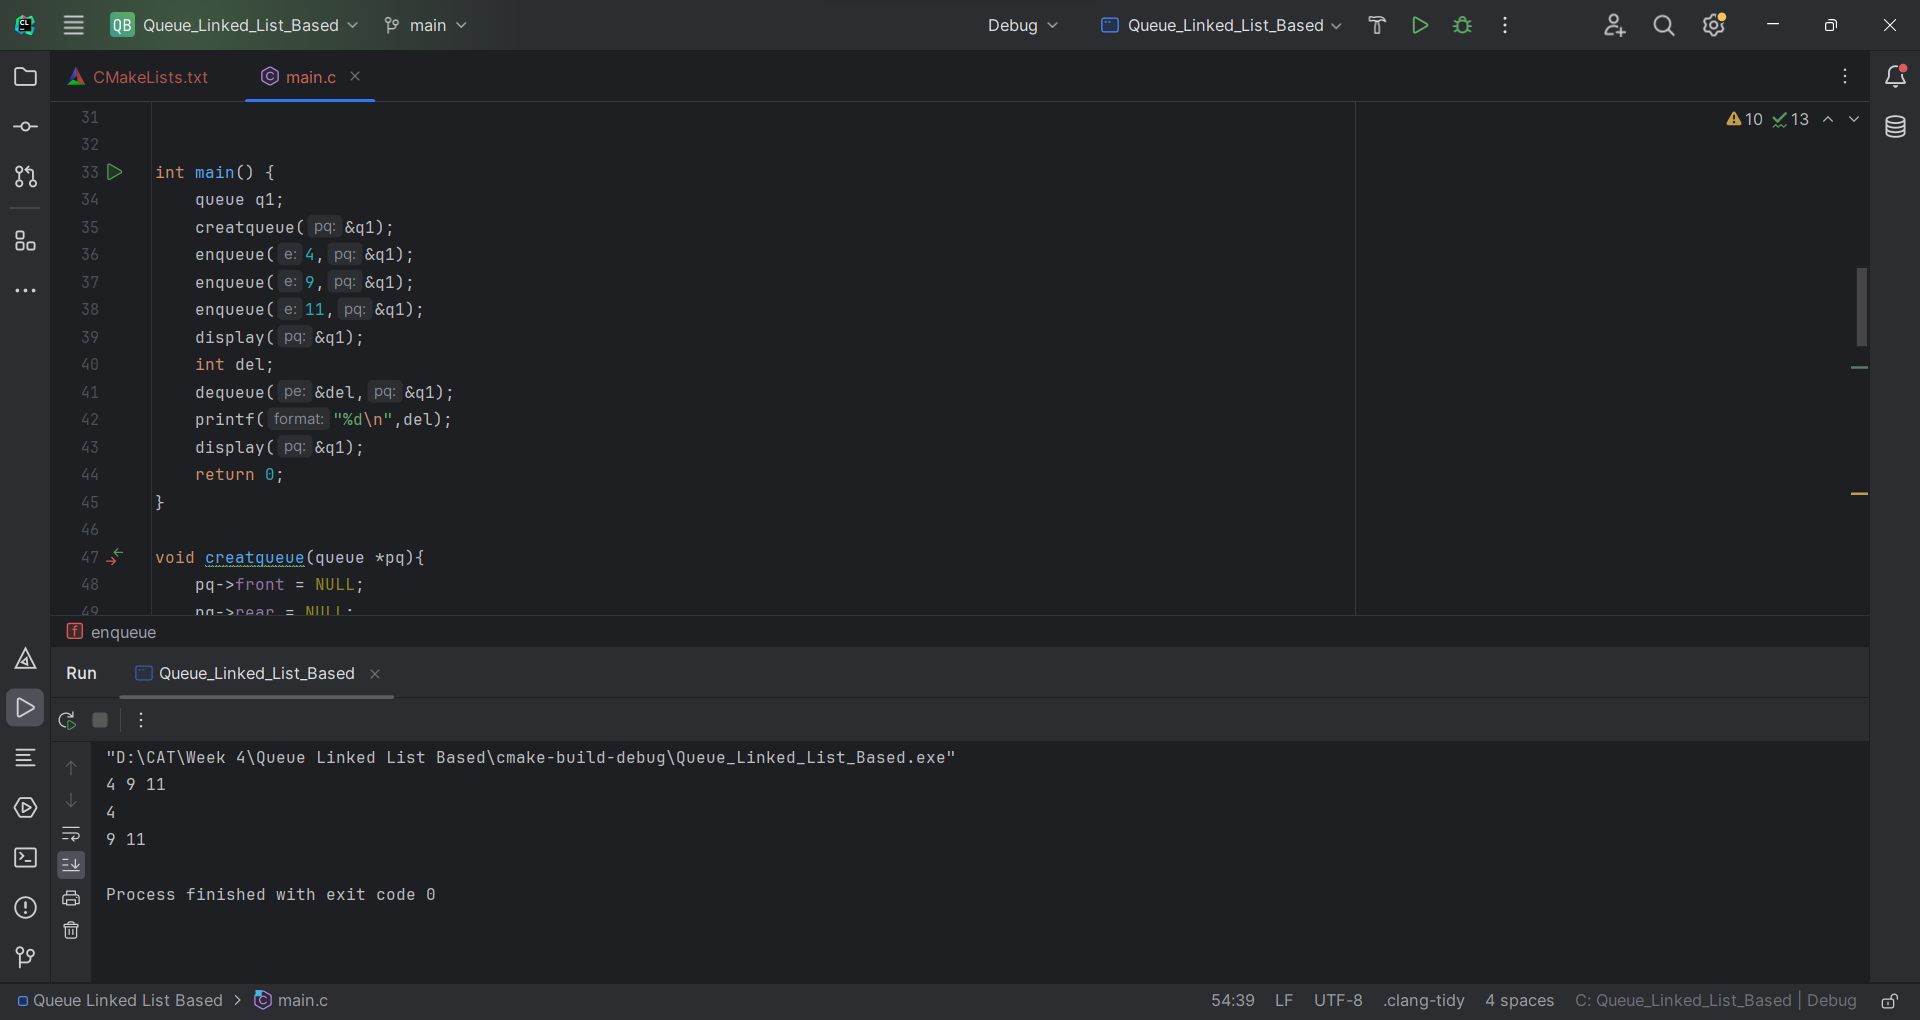 QB Queue_Linked_List_Based main Debug Queue_Linked_List_Based
CMakeLists.txt main.c
10 13
31
32
33 int main() {
34 queue q1;
35 creatqueue( pq: &q1);
36 enqueue( e: 4, pq: &q1);
37 enqueue( e: 9, pq: &q1);
38 enqueue( e: 11, pq: &q1);
39 display( pq: &q1);
40 int del;
41 dequeue( pe: &del, pq: &q1);
42 printf( format: "%d\n",del);
43 display( pq: &q1);
44 return 0;
45 }
46
47 void creatqueue(queue *pq){
48 pq->front = NULL;
49 pq->rear = NULL;
f enqueue
Run Queue_Linked_List_Based
"D:\CAT\Week 4\Queue Linked List Based\cmake-build-debug\Queue_Linked_List_Based.exe"
4 9 11
4
9 11
Process finished with exit code 0
Queue Linked List Based > main.c 54:39 LF UTF-8 .clang-tidy 4 spaces C: Queue_Linked_List_Based | Debug